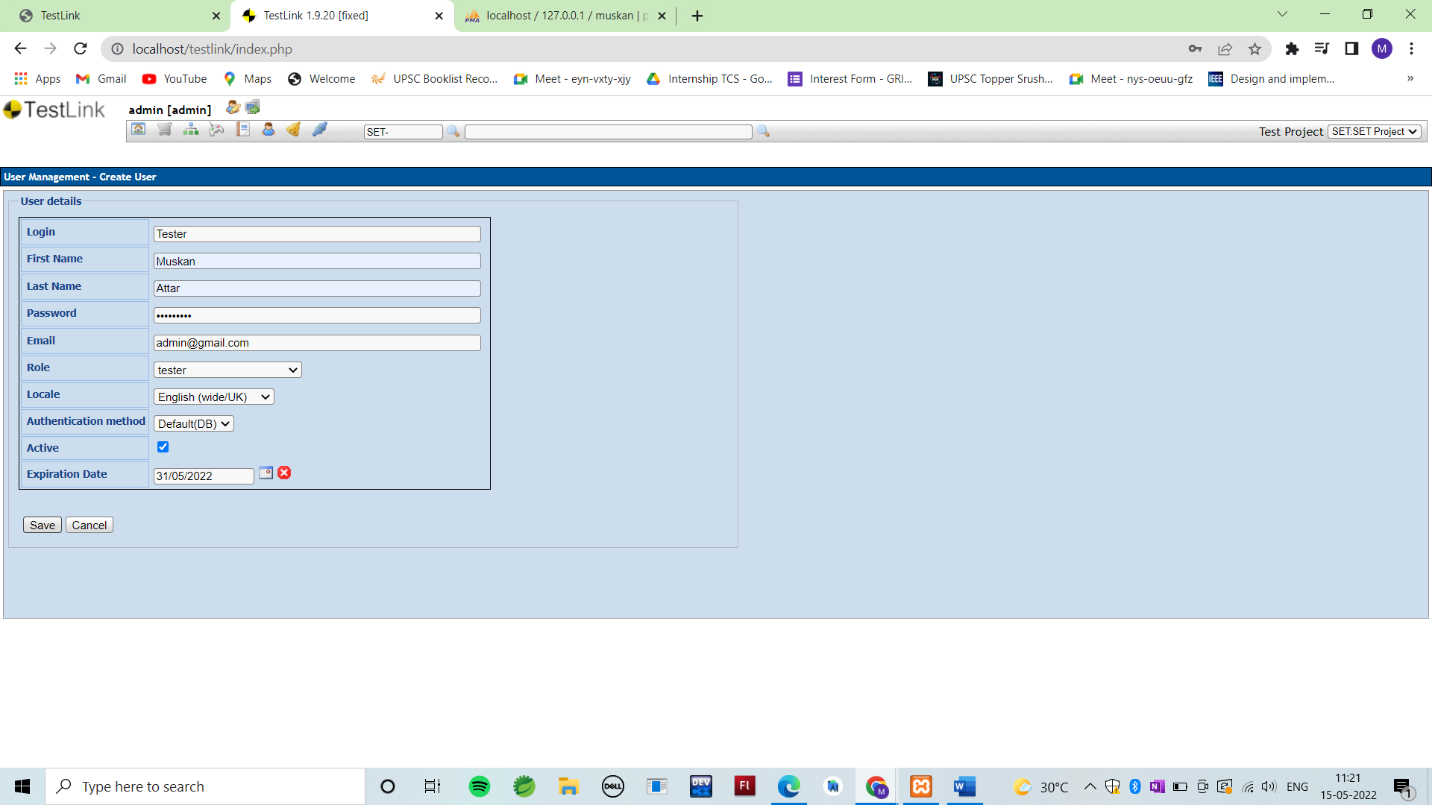 TestLink
TestLink 1.9.20 [fixed]
localhost / 127.0.0.1 / muskan | p
localhost/testlink/index.php
M
Apps
Gmail
YouTube
Maps
Welcome
UPSC Booklist Reco...
Meet - eyn-vxty-xjy
Internship TCS - Go...
Interest Form - GRI...
UPSC Topper Srush...
Meet - nys-oeuu-gfz
Design and implem...
»
TestLink
admin [admin]
SET-
Test Project SET:SET Project
User Management - Create User
User details
Login Tester
First Name Muskan
Last Name Attar
Password •••••••••
Email admin@gmail.com
Role tester
Locale English (wide/UK)
Authentication method Default(DB)
Active
Expiration Date 31/05/2022
Save Cancel
Type here to search
30°C
ENG
11:21
15-05-2022
1